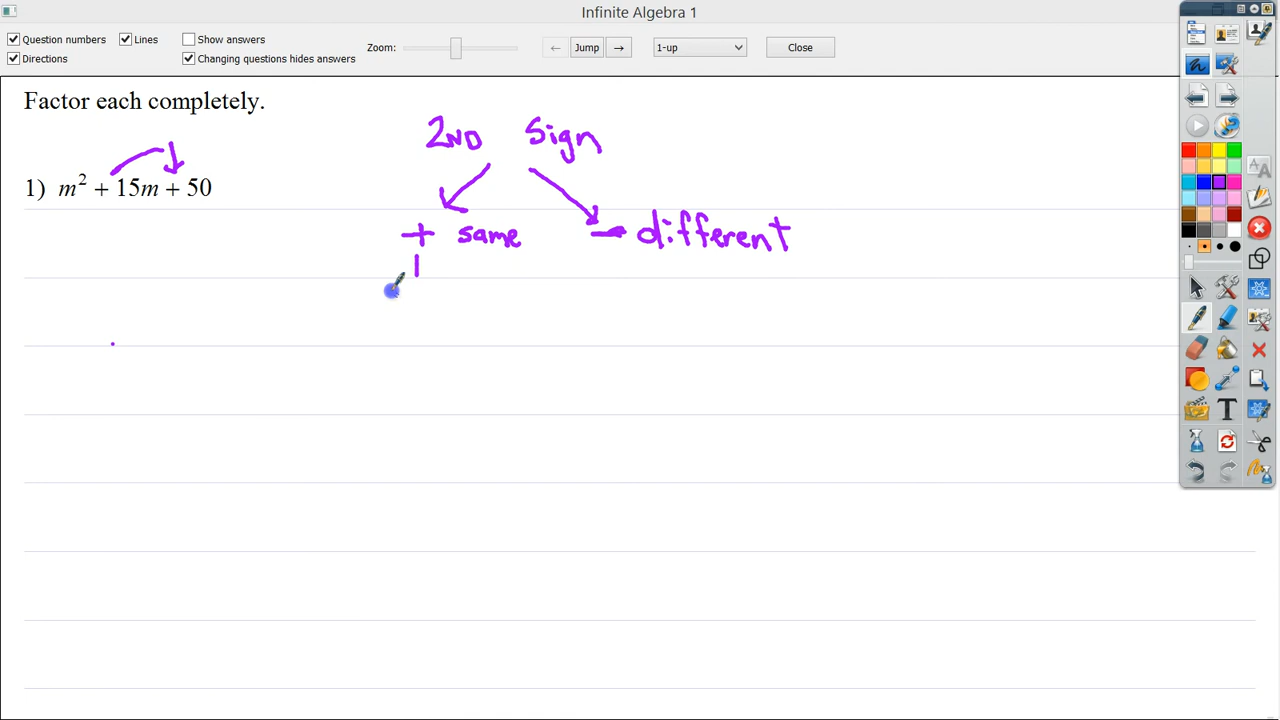 Infinite Algebra 1
Question numbers Lines Show answers
Directions Changing questions hides answers
Zoom: ← Jump → 1-up Close
Factor each completely.
2ND Sign
1) m² + 15m + 50
+ same - different
A A
T